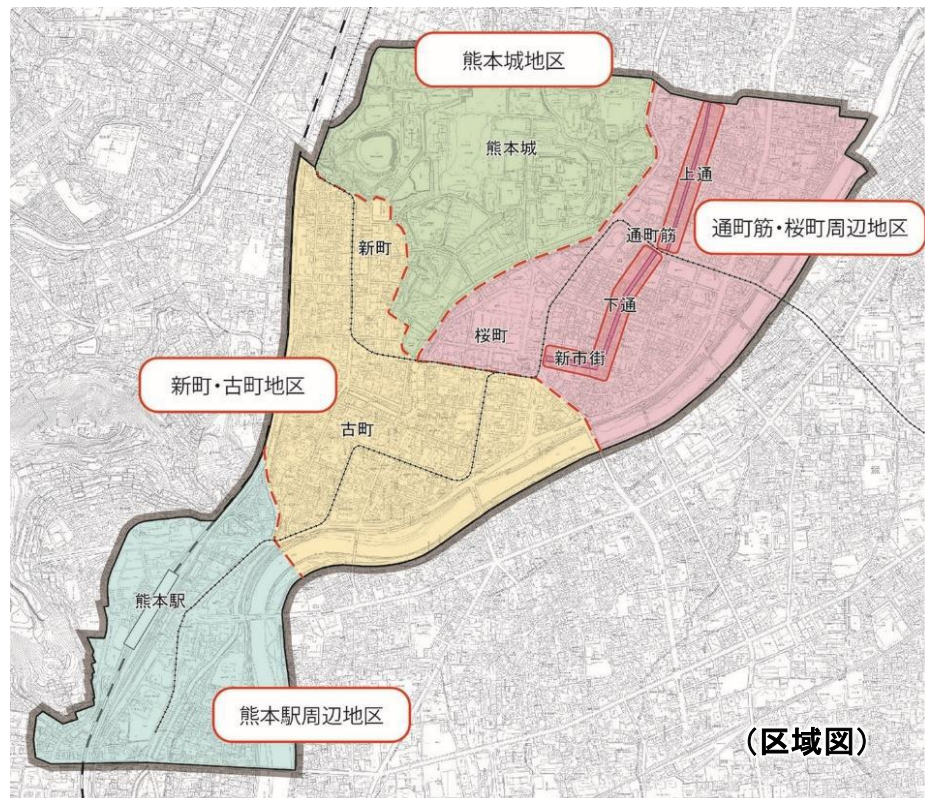 熊本城地区
熊本城
上通
通町筋・桜町周辺地区
通町筋
新町
下通
桜町
新市街
新町・古町地区
古町
熊本駅
熊本駅周辺地区
(区域図)